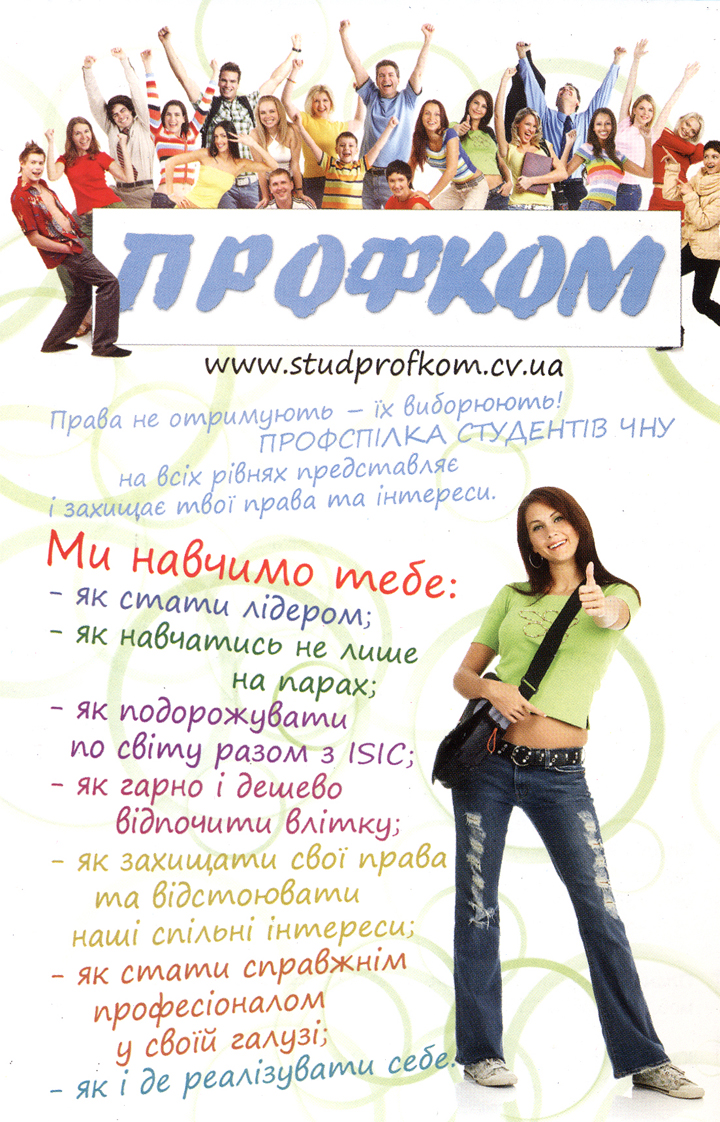 ПРОФКОМ
www.studprofkom.cv.ua
Права не отримують – їх виборюють!
ПРОФСПІЛКА СТУДЕНТІВ ЧНУ
на всіх рівнях представляє
і захищає твої права та інтереси.
Ми навчимо тебе:
- як стати лідером;
- як навчатись не лише
на парах;
- як подорожувати
по світу разом з ISIC;
- як гарно і дешево
відпочити влітку;
- як захищати свої права
та відстоювати
наші спільні інтереси;
- як стати справжнім
професіоналом
у своїй галузі;
- як і де реалізувати себе.